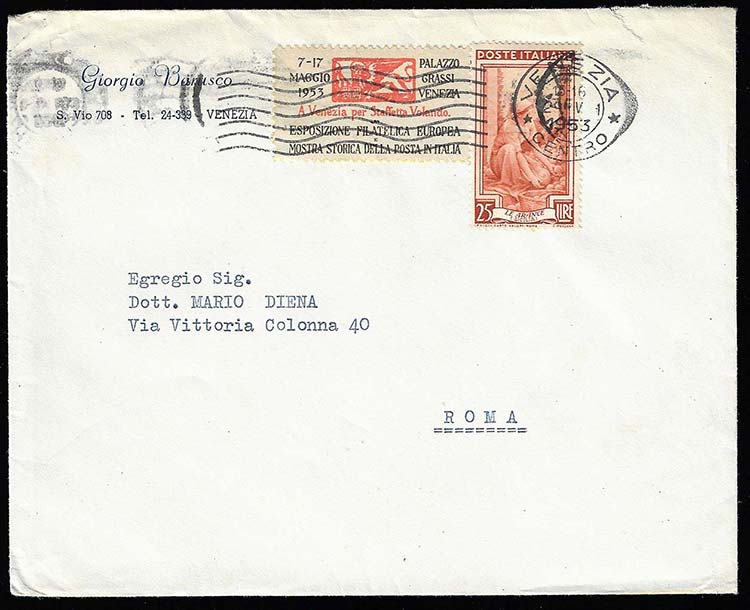 Giorgio Barusco
S. Vio 708 - Tel. 24-339 - VENEZIA
7-17 PALAZZO
MAGGIO GRASSI
1953 VENEZIA
A Venezia per Staffetta Volando.
ESPOSIZIONE FILATELICA EUROPEA
MOSTRA STORICA DELLA POSTA IN ITALIA
POSTE ITALIANE
25 LE ARANCE LIRE
VENEZIA
1953
CENTRO
Egregio Sig.
Dott. MARIO DIENA
Via Vittoria Colonna 40
ROMA